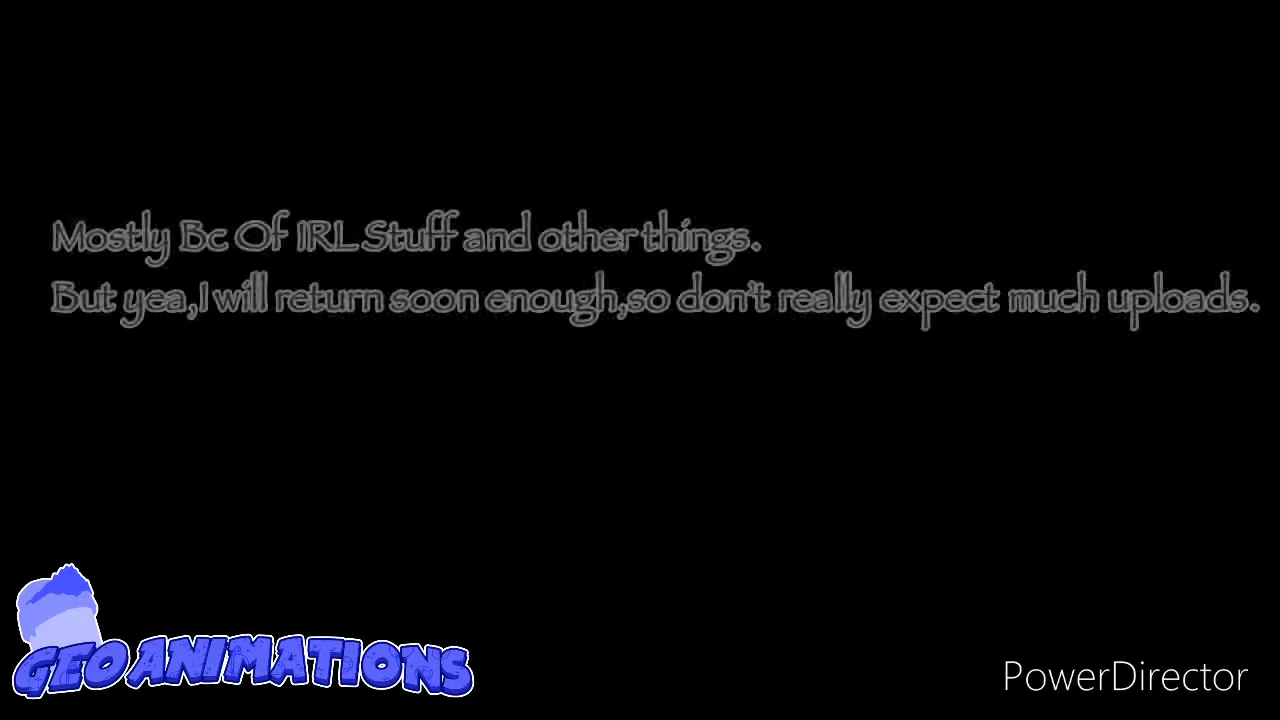 Mostly Bc Of IRL Stuff and other things.
But yea,I will return soon enough,so don't really expect much uploads.
GEOANIMATIONS
PowerDirector